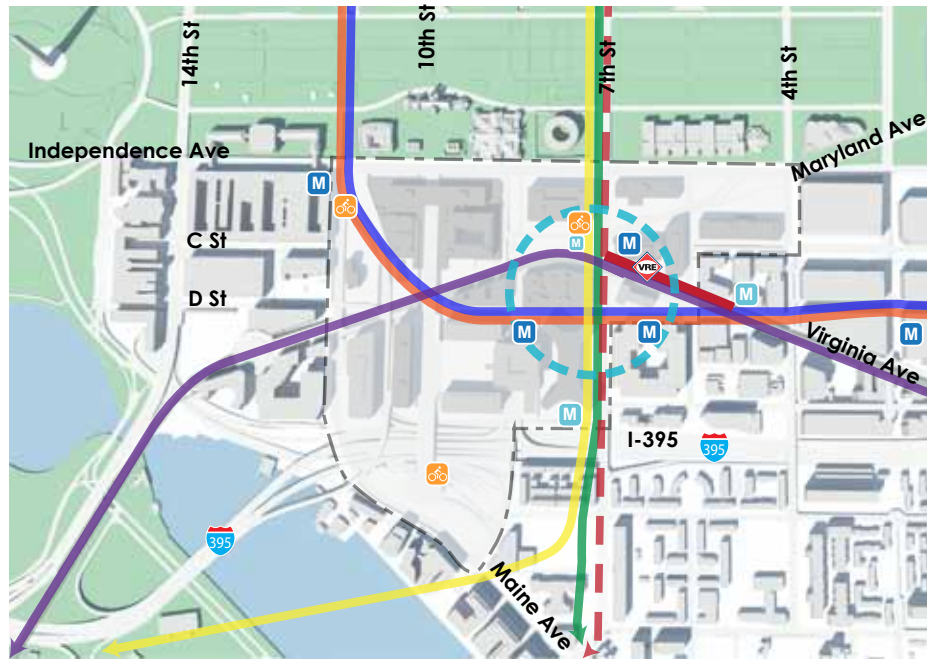 14th St
10th St
7th St
4th St
Independence Ave
Maryland Ave
M
C St
M
M
VRE
D St
M
M
M
M
Virginia Ave
M
I-395
395
395
Maine Ave